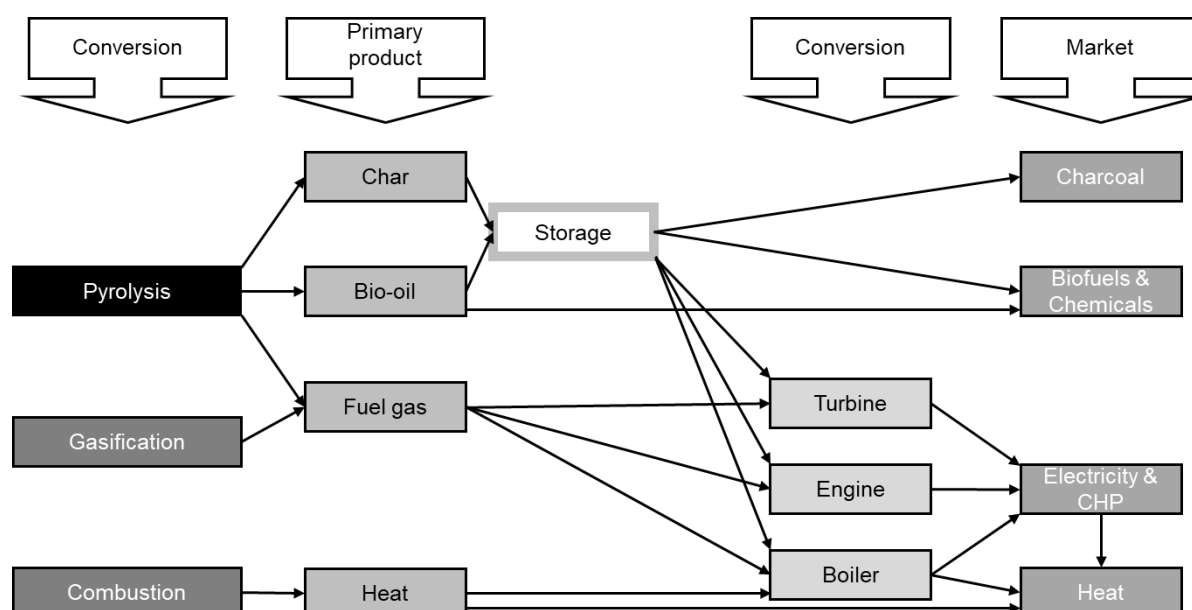 Conversion
Primary
product
Conversion
Market
Char
Charcoal
Storage
Pyrolysis
Bio-oil
Biofuels &
Chemicals
Fuel gas
Turbine
Gasification
Engine
Electricity &
CHP
Combustion
Heat
Boiler
Heat